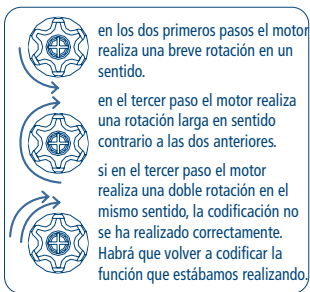 en los dos primeros pasos el motor
realiza una breve rotación en un
sentido.
en el tercer paso el motor realiza
una rotación larga en sentido
contrario a las dos anteriores.
si en el tercer paso el motor
realiza una doble rotación en el
mismo sentido, la codificación no
se ha realizado correctamente.
Habrá que volver a codificar la
función que estábamos realizando.